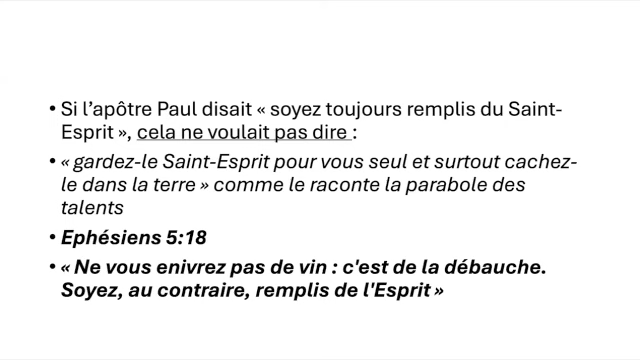 • Si l'apôtre Paul disait « soyez toujours remplis du Saint-
Esprit », cela ne voulait pas dire :
• « gardez-le Saint-Esprit pour vous seul et surtout cachez-
le dans la terre » comme le raconte la parabole des
talents
• Ephésiens 5:18
• « Ne vous enivrez pas de vin : c'est de la débauche.
Soyez, au contraire, remplis de l'Esprit »